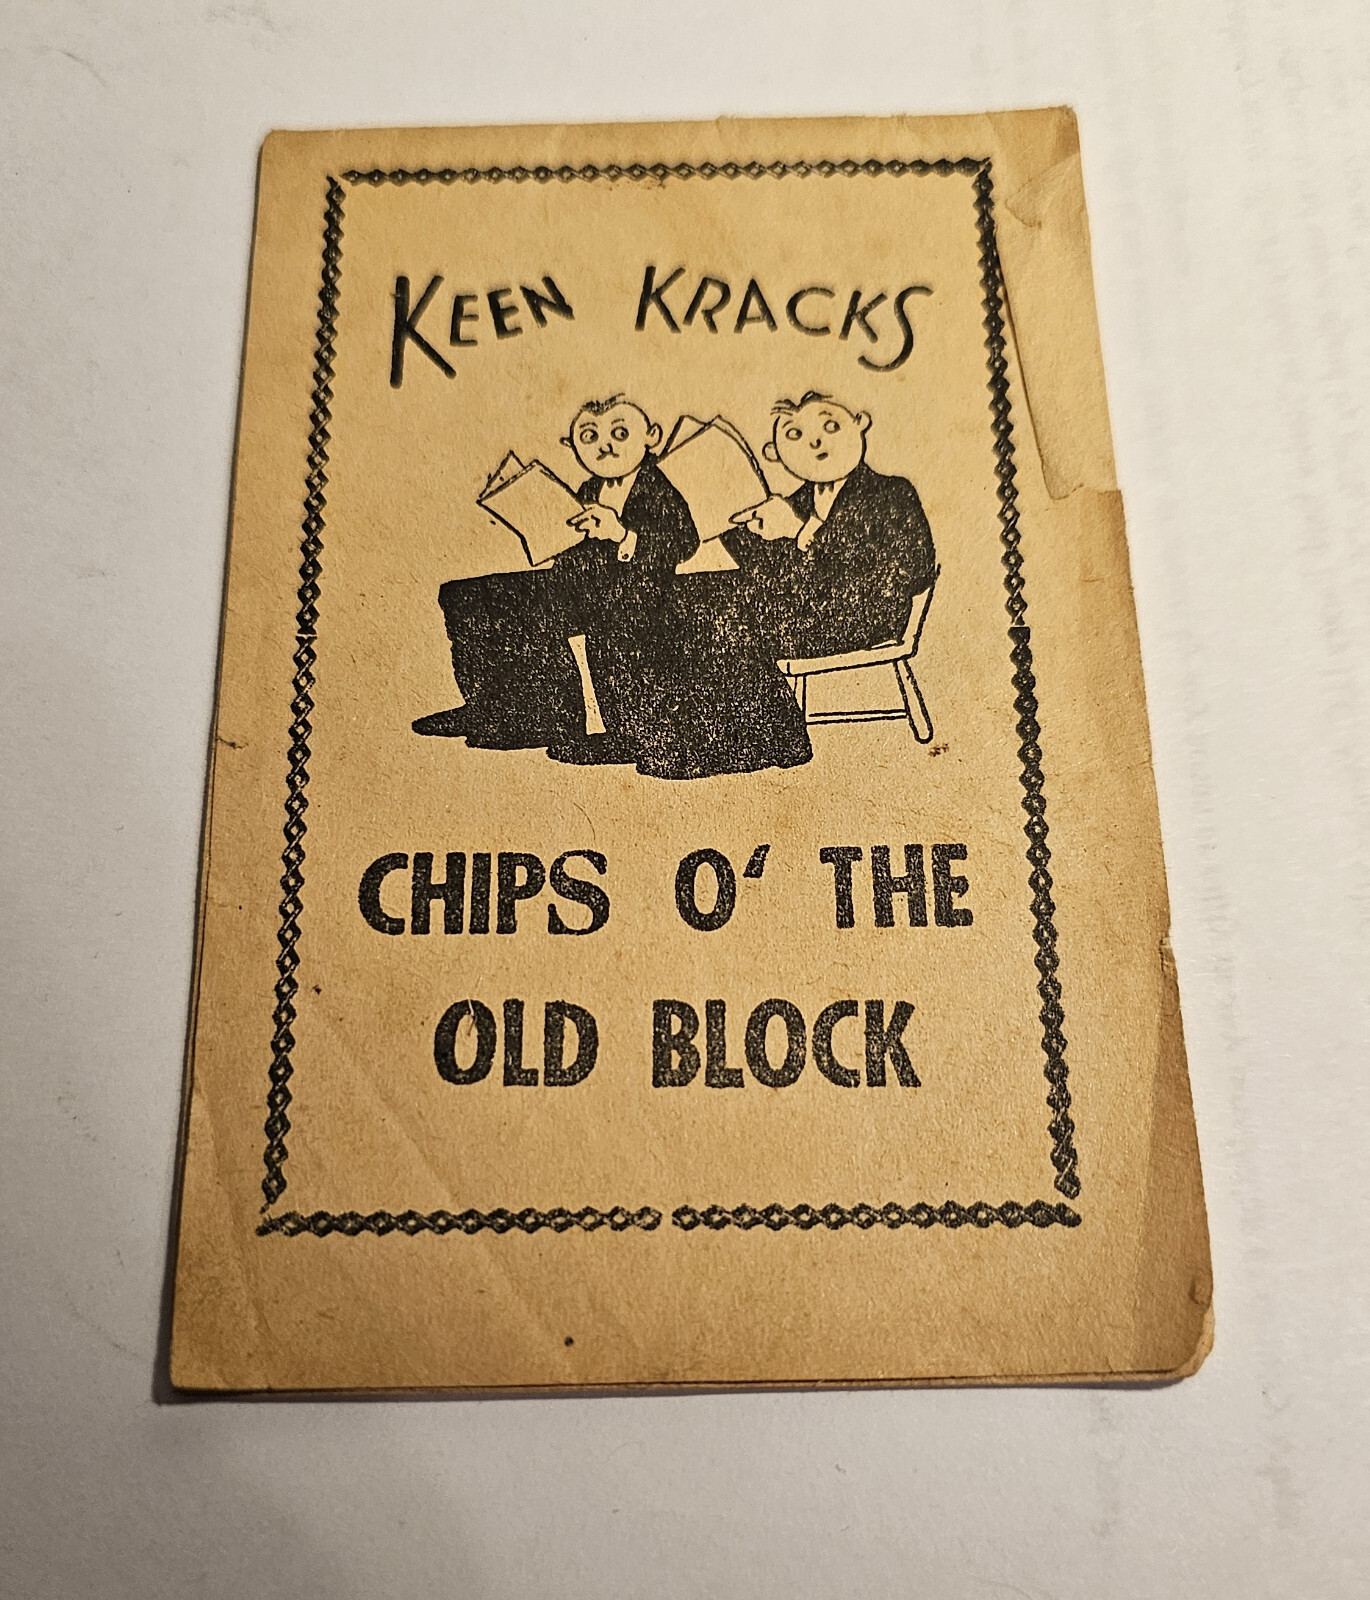 KEEN KRACKS
CHIPS O' THE
OLD BLOCK